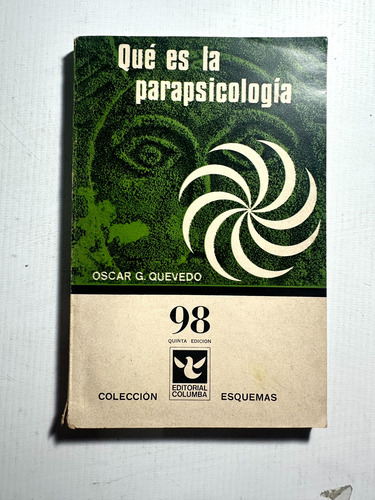 Qué es la
parapsicología
OSCAR G. QUEVEDO
98
QUINTA EDICION
EDITORIAL
COLUMBA
COLECCIÓN ESQUEMAS